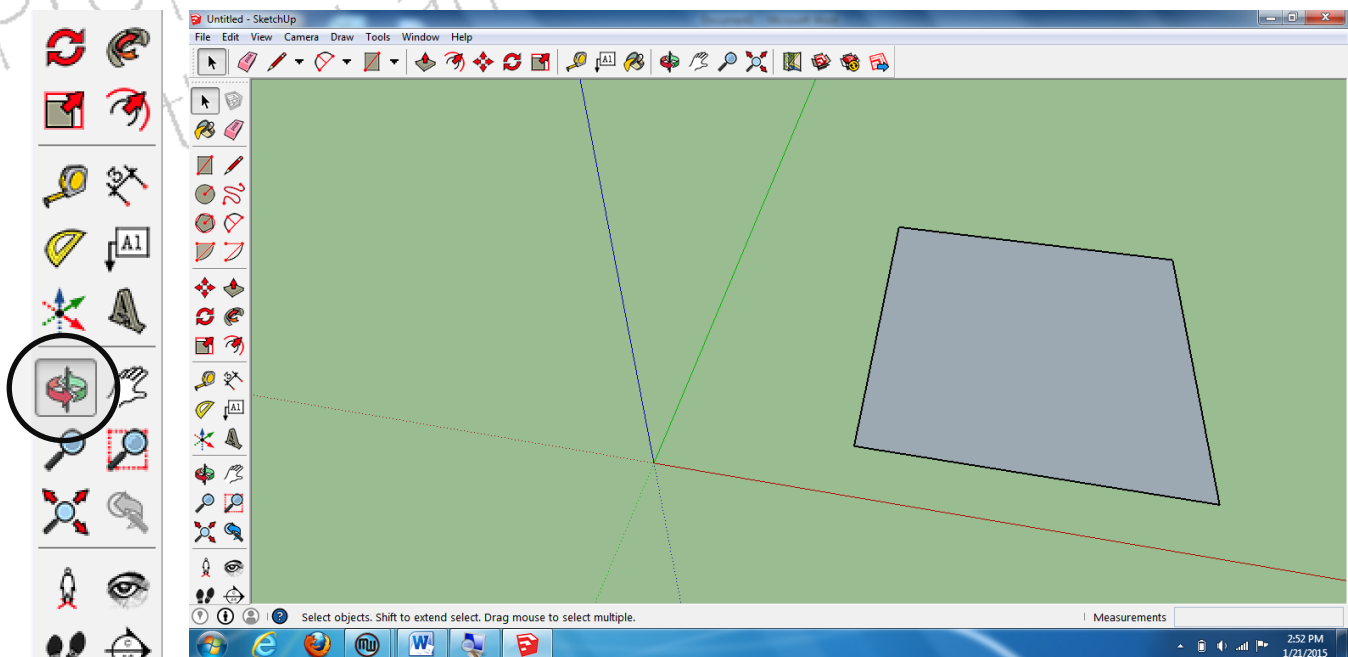 Untitled - SketchUp
File Edit View Camera Draw Tools Window Help
A1
A1
A1
Select objects. Shift to extend select. Drag mouse to select multiple.
Measurements
W
2:52 PM
1/21/2015